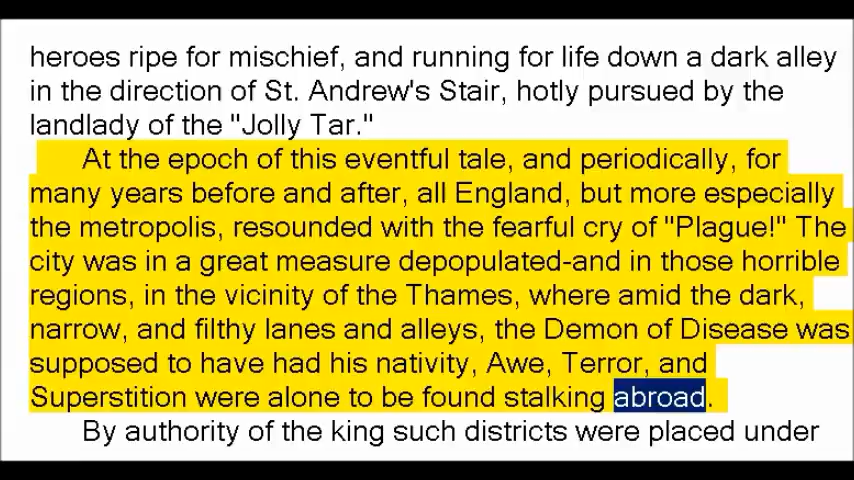 heroes ripe for mischief, and running for life down a dark alley
in the direction of St. Andrew's Stair, hotly pursued by the
landlady of the "Jolly Tar."
At the epoch of this eventful tale, and periodically, for
many years before and after, all England, but more especially
the metropolis, resounded with the fearful cry of "Plague!" The
city was in a great measure depopulated-and in those horrible
regions, in the vicinity of the Thames, where amid the dark,
narrow, and filthy lanes and alleys, the Demon of Disease was
supposed to have had his nativity, Awe, Terror, and
Superstition were alone to be found stalking abroad.
By authority of the king such districts were placed under